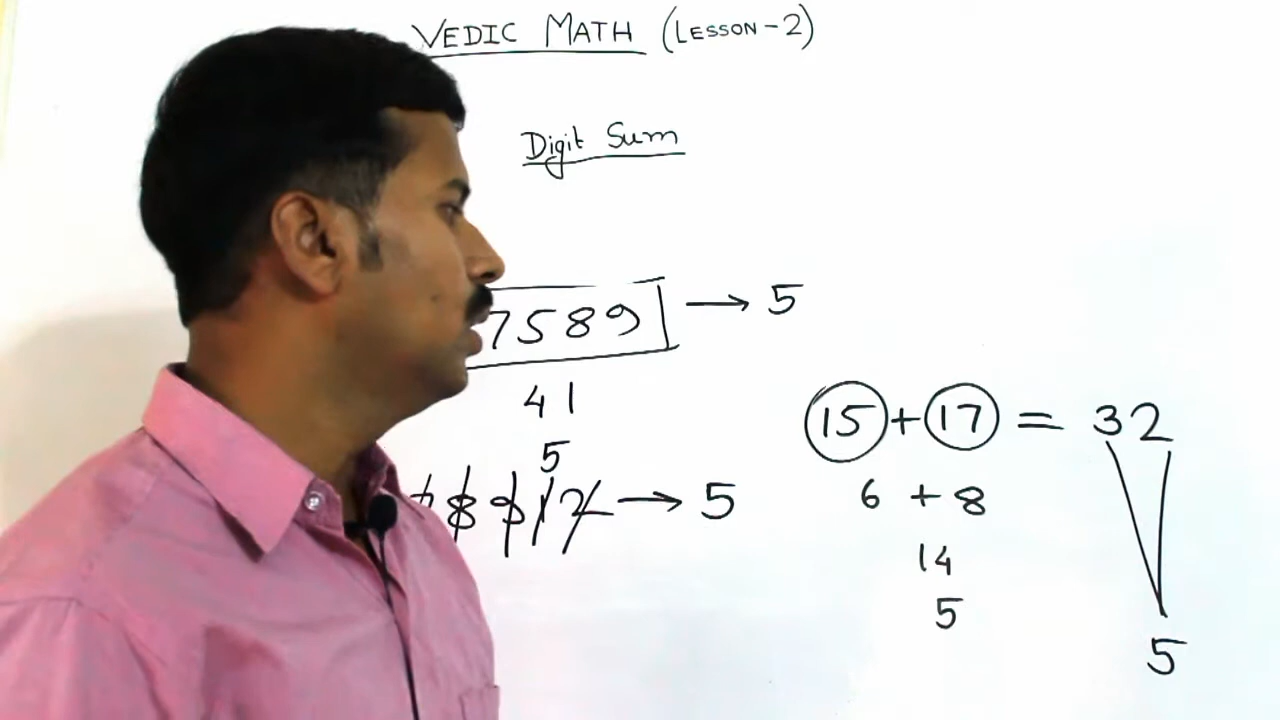 VEDIC MATH (LESSON-2)
Digit Sum
7589 → 5
41
5
8912 → 5
15 + 17 = 32
6 + 8
14
5
5